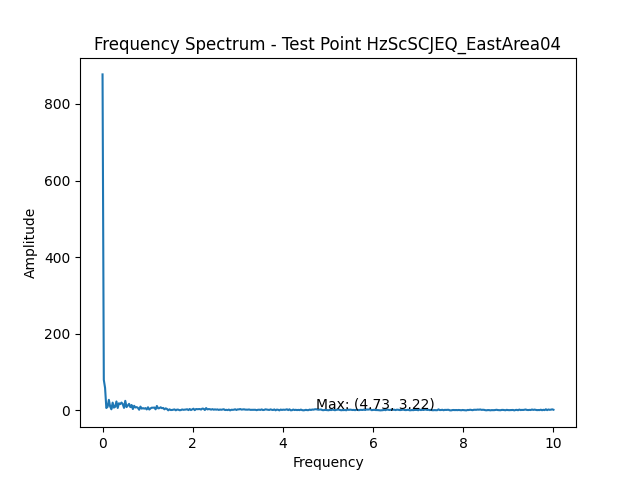 Frequency Spectrum - Test Point HzScSCJEQ_EastArea04
800
600
400
200
0
Amplitude
Max: (4.73, 3.22)
0 2 4 6 8 10
Frequency